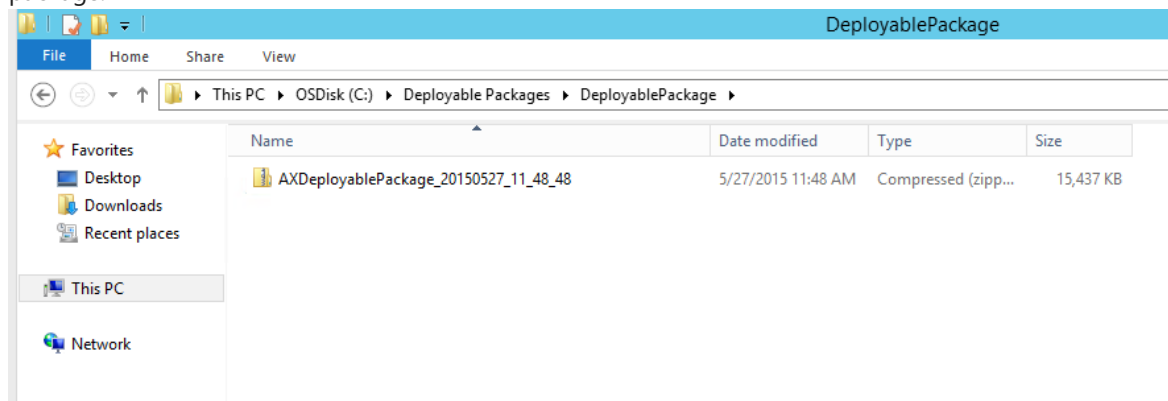 package.
DeployablePackage
File Home Share View
This PC OSDisk (C:) Deployable Packages DeployablePackage
Name Date modified Type Size
Favorites
Desktop
Downloads
Recent places
This PC
Network
AXDeployablePackage_20150527_11_48_48 5/27/2015 11:48 AM Compressed (zipp... 15,437 KB